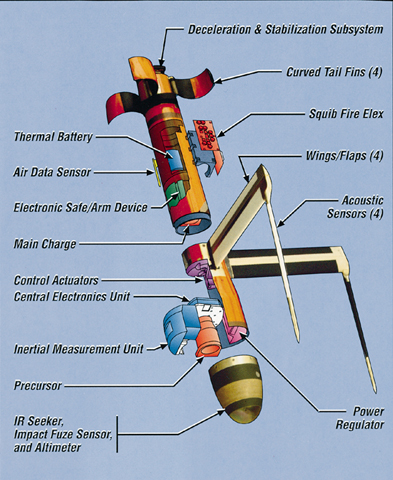 Deceleration & Stabilization Subsystem
Curved Tail Fins (4)
Squib Fire Elex
Thermal Battery
Wings/Flaps (4)
Air Data Sensor
Acoustic
Sensors (4)
Electronic Safe/Arm Device
Main Charge
Control Actuators
Central Electronics Unit
Inertial Measurement Unit
Precursor
IR Seeker,
Impact Fuze Sensor,
and Altimeter
Power
Regulator